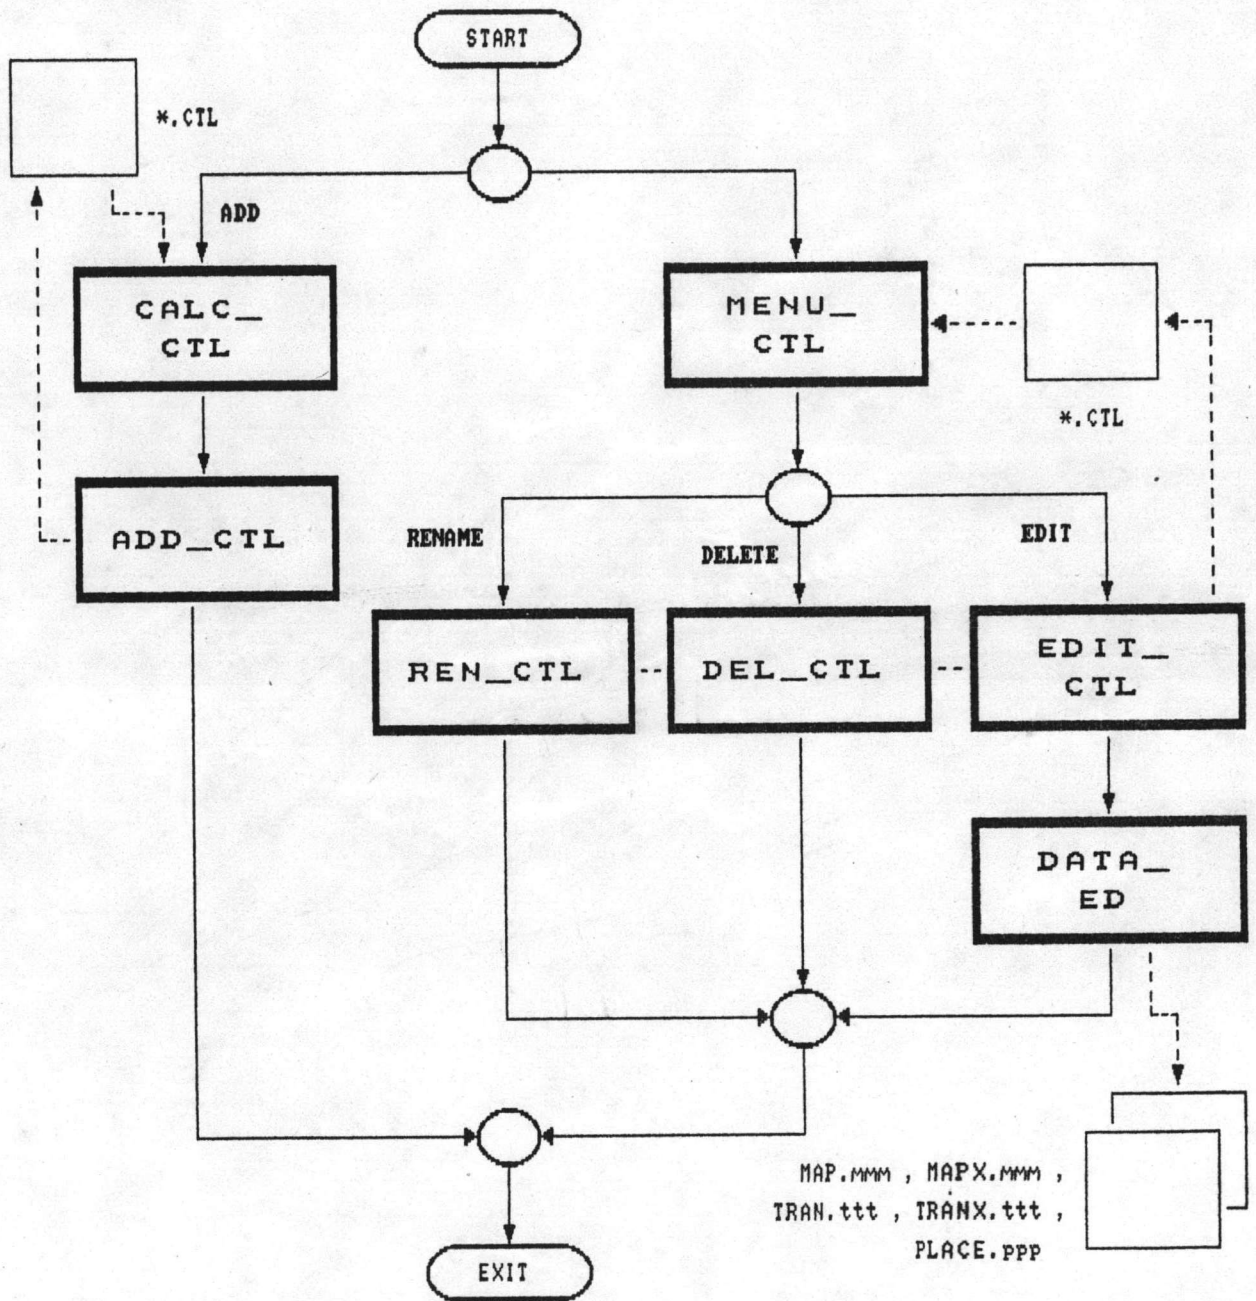 START
*.CTL
ADD
CALC_
CTL
MENU_
CTL
*.CTL
ADD_CTL
RENAME
DELETE
EDIT
REN_CTL
DEL_CTL
EDIT_
CTL
DATA_
ED
MAP.mmm , MAPX.mmm ,
TRAN.ttt , TRANX.ttt ,
PLACE.ppp
EXIT